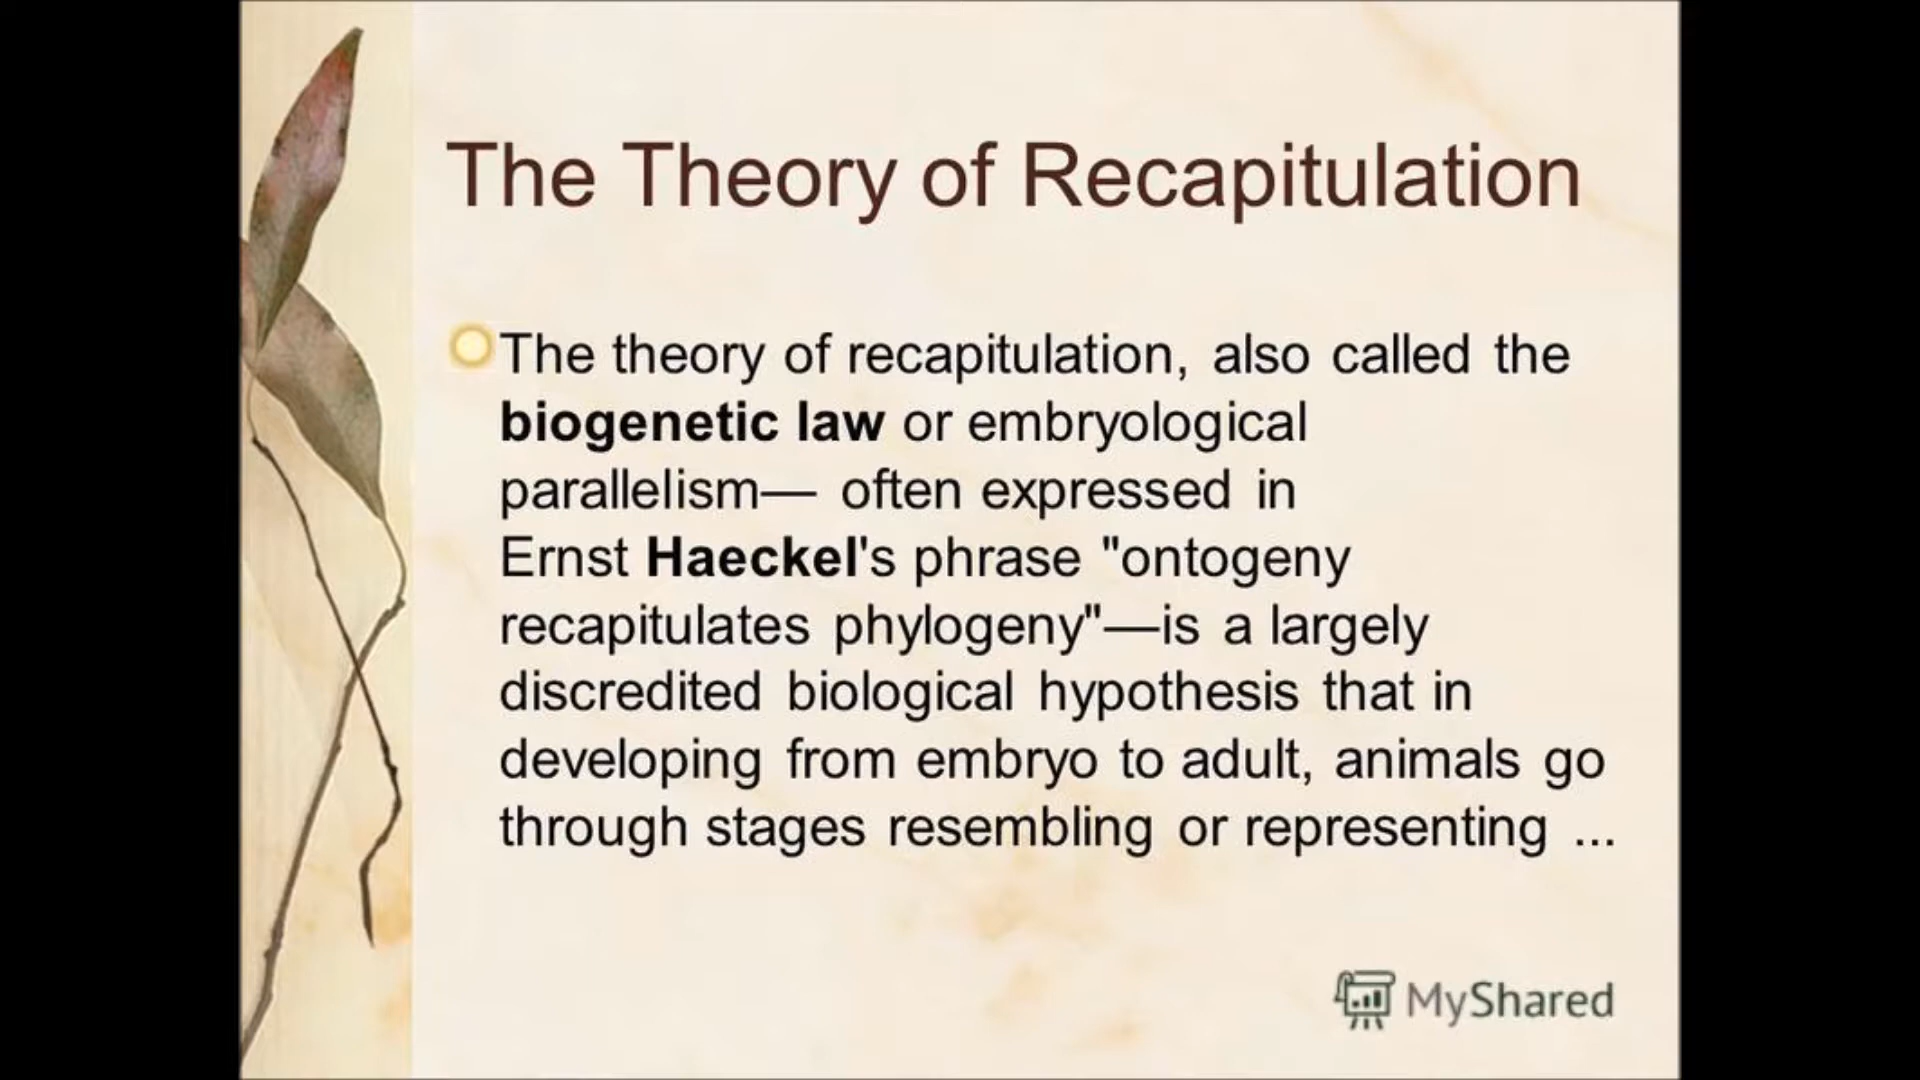 The Theory of Recapitulation
The theory of recapitulation, also called the
biogenetic law or embryological
parallelism— often expressed in
Ernst Haeckel's phrase "ontogeny
recapitulates phylogeny"—is a largely
discredited biological hypothesis that in
developing from embryo to adult, animals go
through stages resembling or representing ...
MyShared